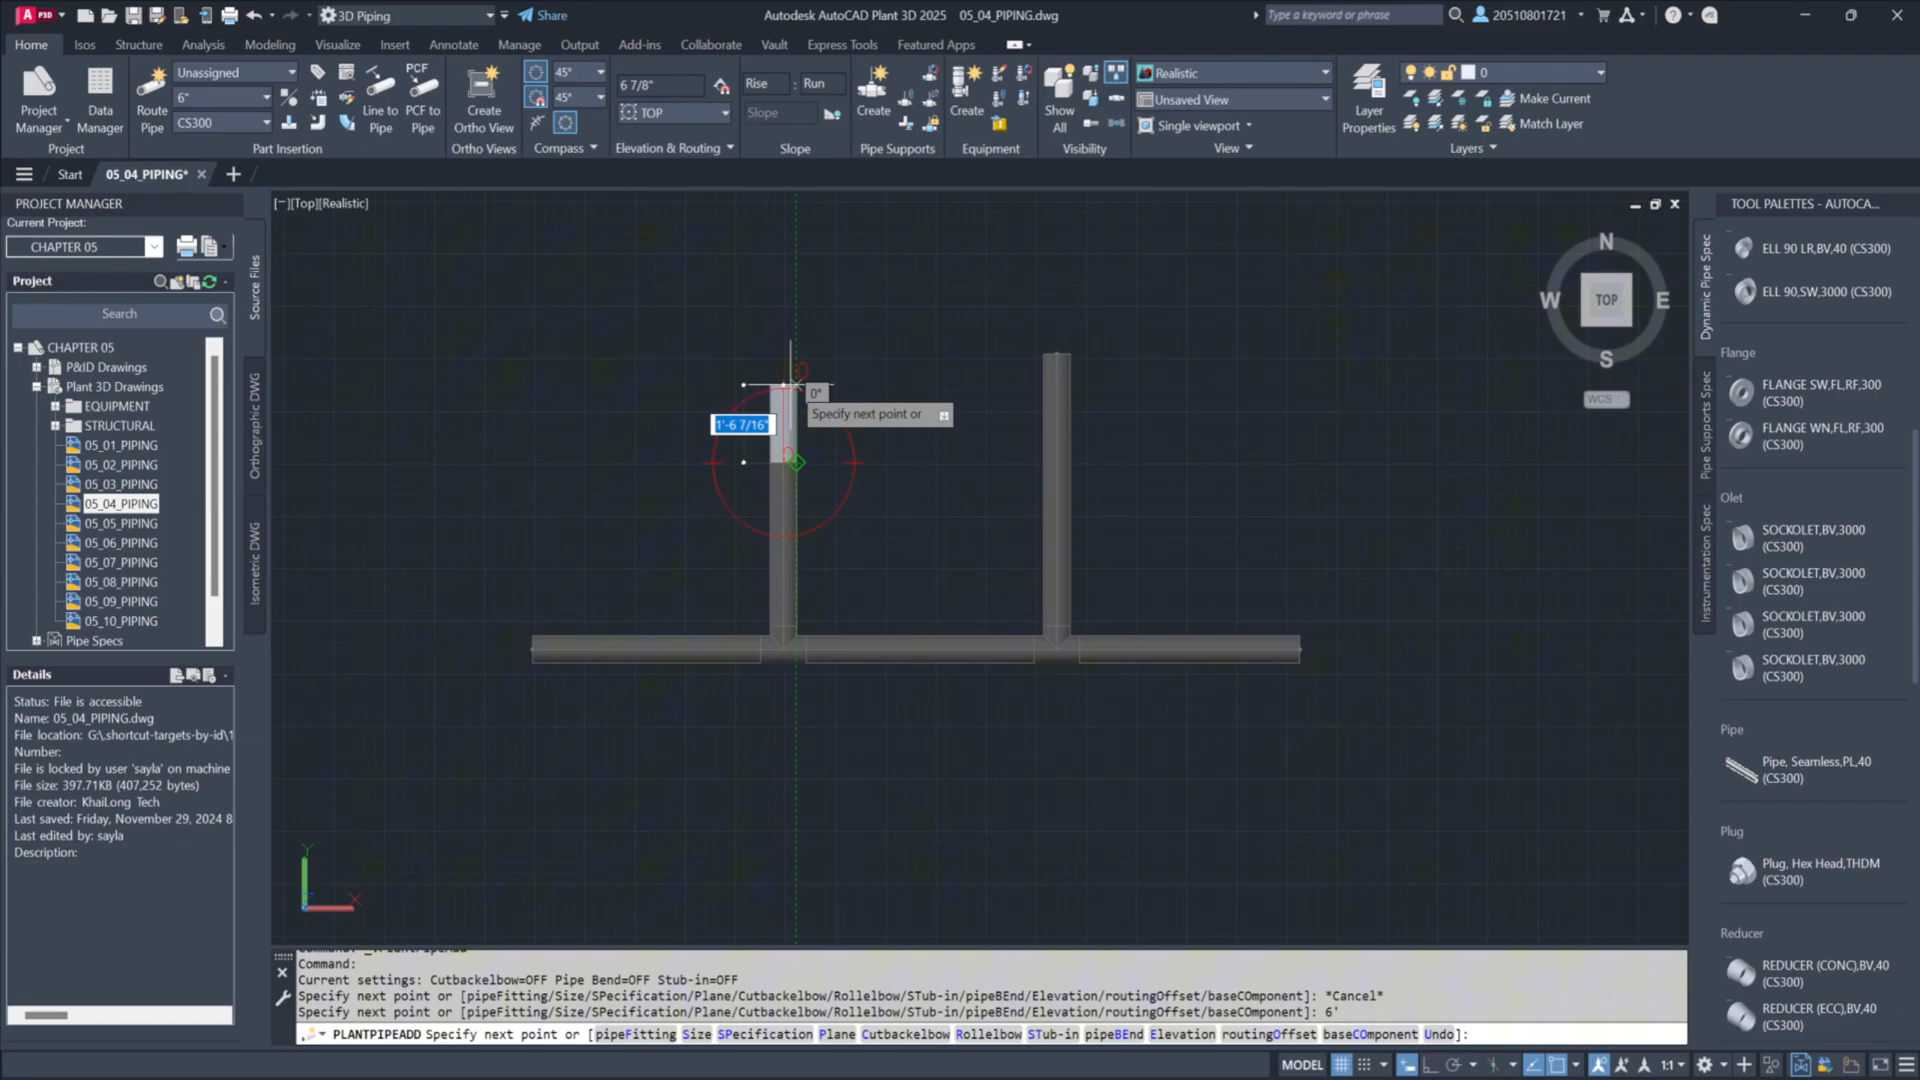 A P3D
3D Piping
Share
Autodesk AutoCAD Plant 3D 2025 05_04_PIPING.dwg
Type a keyword or phrase
20510801721
Home Isos Structure Analysis Modeling Visualize Insert Annotate Manage Output Add-ins Collaborate Vault Express Tools Featured Apps
Project Manager
Data Manager
Project
Route Pipe
Unassigned
6"
CS300
Line to Pipe
PCF
PCF to Pipe
Part Insertion
Create Ortho View
Ortho Views
45°
45°
Compass
6 7/8"
TOP
Elevation & Routing
Rise : Run
Slope
Slope
Create
Pipe Supports
Create
Equipment
Show All
Visibility
Realistic
Unsaved View
Single viewport
View
Layer Properties
0
Make Current
Match Layer
Layers
Start
05_04_PIPING*
PROJECT MANAGER
Current Project:
CHAPTER 05
Project
Search
CHAPTER 05
P&ID Drawings
Plant 3D Drawings
EQUIPMENT
STRUCTURAL
05_01_PIPING
05_02_PIPING
05_03_PIPING
05_04_PIPING
05_05_PIPING
05_06_PIPING
05_07_PIPING
05_08_PIPING
05_09_PIPING
05_10_PIPING
Pipe Specs
Source Files
Orthographic DWG
Isometric DWG
Details
Status: File is accessible
Name: 05_04_PIPING.dwg
File location: G:\.shortcut-targets-by-id\1
Number:
File is locked by user 'sayla' on machine
File size: 397.71KB (407,252 bytes)
File creator: KhaiLong Tech
Last saved: Friday, November 29, 2024 8
Last edited by: sayla
Description:
[−][Top][Realistic]
0
0°
Specify next point or
1'-6 7/16"
0
N
W TOP E
S
WCS
Y
X
TOOL PALETTES - AUTOCA...
Dynamic Pipe Spec
Pipe Supports Spec
Instrumentation Spec
ELL 90 LR,BV,40 (CS300)
ELL 90,SW,3000 (CS300)
Flange
FLANGE SW,FL,RF,300
(CS300)
FLANGE WN,FL,RF,300
(CS300)
Olet
SOCKOLET,BV,3000
(CS300)
SOCKOLET,BV,3000
(CS300)
SOCKOLET,BV,3000
(CS300)
SOCKOLET,BV,3000
(CS300)
Pipe
Pipe, Seamless,PL,40
(CS300)
Plug
Plug, Hex Head,THDM
(CS300)
Reducer
REDUCER (CONC),BV,40
(CS300)
REDUCER (ECC),BV,40
(CS300)
Command:
Current settings: Cutbackelbow=OFF Pipe Bend=OFF Stub-in=OFF
Specify next point or [pipeFitting/Size/SPecification/Plane/Cutbackelbow/Rollelbow/STub-in/pipeBEnd/Elevation/routingOffset/baseCOmponent]: *Cancel*
Specify next point or [pipeFitting/Size/SPecification/Plane/Cutbackelbow/Rollelbow/STub-in/pipeBEnd/Elevation/routingOffset/baseCOmponent]: 6'
PLANTPIPEADD Specify next point or [pipeFitting Size SPecification Plane Cutbackelbow Rollelbow STub-in pipeBEnd Elevation routingOffset baseCOmponent Undo]:
MODEL
1:1